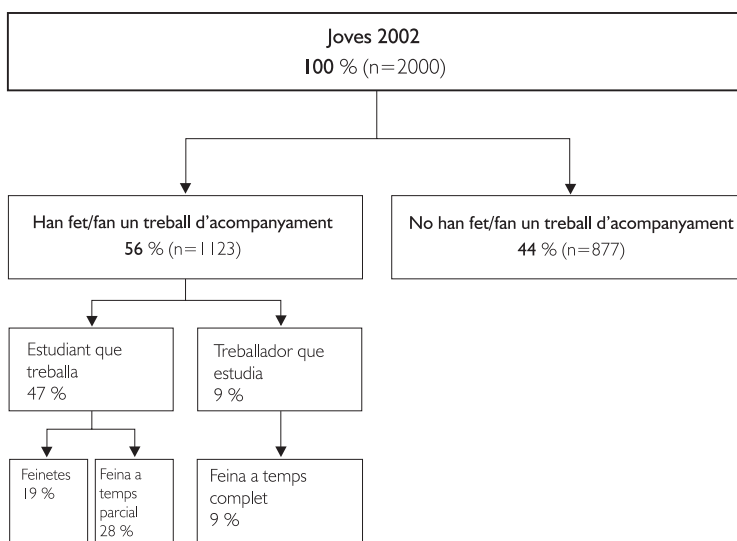 Joves 2002
100 % (n=2000)
Han fet/fan un treball d'acompanyament
56 % (n=1123)
No han fet/fan un treball d'acompanyament
44 % (n=877)
Estudiant que
treballa
47 %
Treballador que
estudia
9 %
Feinetes
19 %
Feina a
temps
parcial
28 %
Feina a temps
complet
9 %